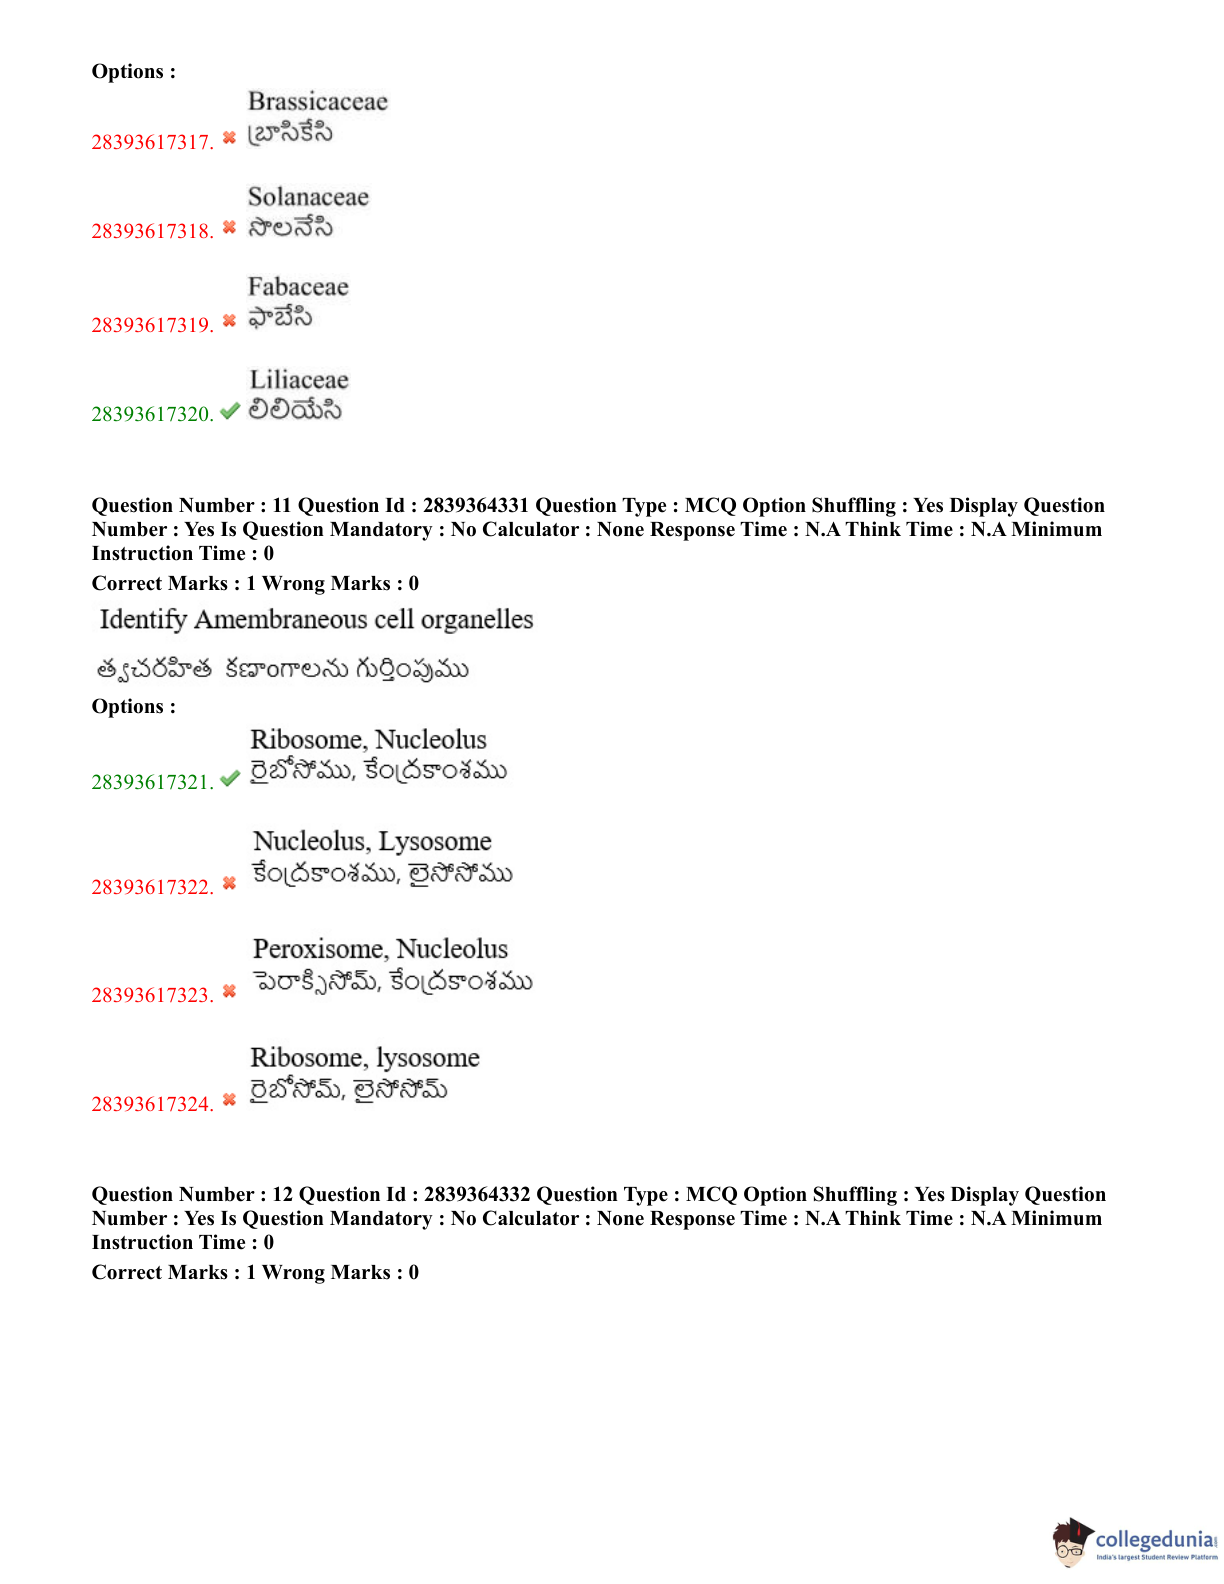 Options :
Brassicaceae
28393617317. బ్రాసికేసి
Solanaceae
28393617318. సొలనేసి
Fabaceae
28393617319. ఫాబేసి
Liliaceae
28393617320. లిలియేసి
Question Number : 11 Question Id : 2839364331 Question Type : MCQ Option Shuffling : Yes Display Question
Number : Yes Is Question Mandatory : No Calculator : None Response Time : N.A Think Time : N.A Minimum
Instruction Time : 0
Correct Marks : 1 Wrong Marks : 0
Identify Amembraneous cell organelles
త్వచరహిత కణాంగాలను గుర్తింపుము
Options :
Ribosome, Nucleolus
28393617321. రైబోసోము, కేంద్రకాంశము
Nucleolus, Lysosome
28393617322. కేంద్రకాంశము, లైసోసోము
Peroxisome, Nucleolus
28393617323. పెరాక్సిసోమ్, కేంద్రకాంశము
Ribosome, lysosome
28393617324. రైబోసోమ్, లైసోసోమ్
Question Number : 12 Question Id : 2839364332 Question Type : MCQ Option Shuffling : Yes Display Question
Number : Yes Is Question Mandatory : No Calculator : None Response Time : N.A Think Time : N.A Minimum
Instruction Time : 0
Correct Marks : 1 Wrong Marks : 0
collegedunia
India's largest Student Review Platform